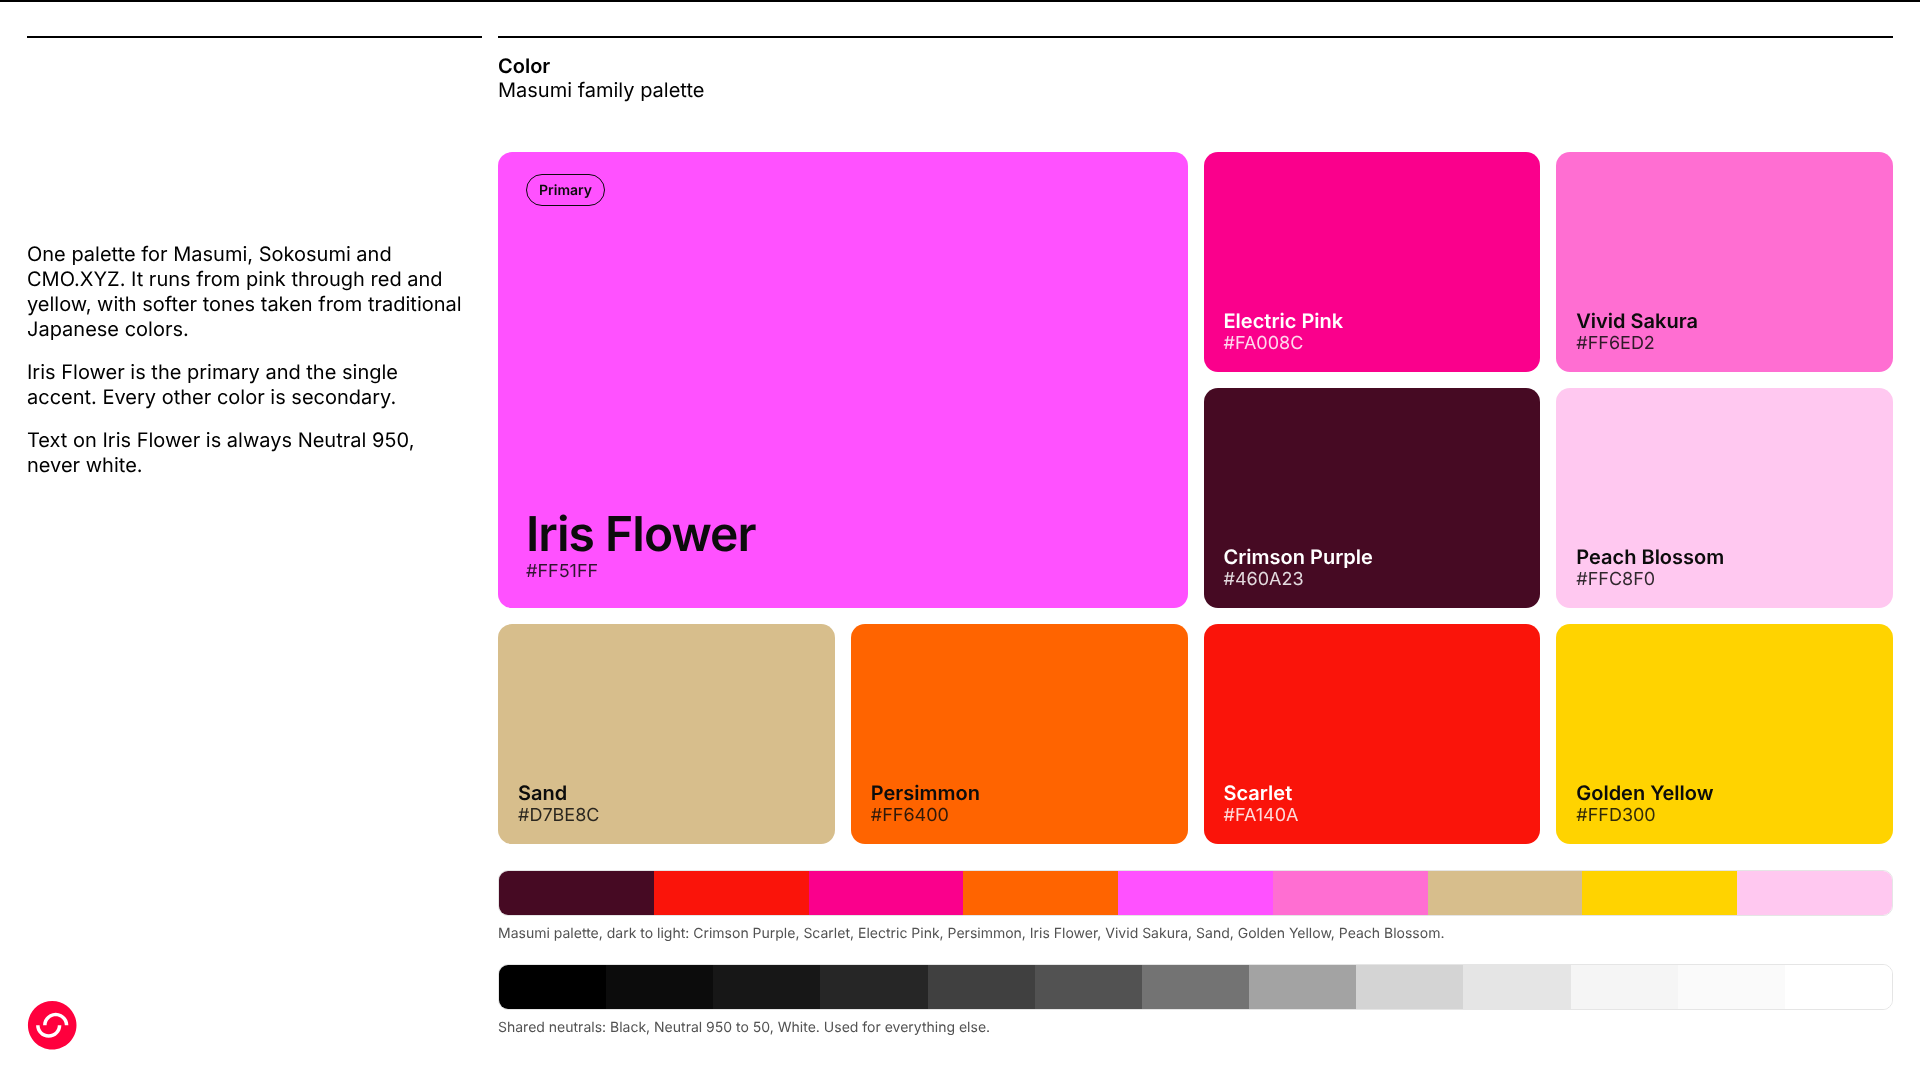 Color
Masumi family palette
One palette for Masumi, Sokosumi and
CMO.XYZ. It runs from pink through red and
yellow, with softer tones taken from traditional
Japanese colors.
Iris Flower is the primary and the single
accent. Every other color is secondary.
Text on Iris Flower is always Neutral 950,
never white.
Primary
Iris Flower
#FF51FF
Electric Pink
#FA008C
Vivid Sakura
#FF6ED2
Crimson Purple
#460A23
Peach Blossom
#FFC8F0
Sand
#D7BE8C
Persimmon
#FF6400
Scarlet
#FA140A
Golden Yellow
#FFD300
Masumi palette, dark to light: Crimson Purple, Scarlet, Electric Pink, Persimmon, Iris Flower, Vivid Sakura, Sand, Golden Yellow, Peach Blossom.
Shared neutrals: Black, Neutral 950 to 50, White. Used for everything else.